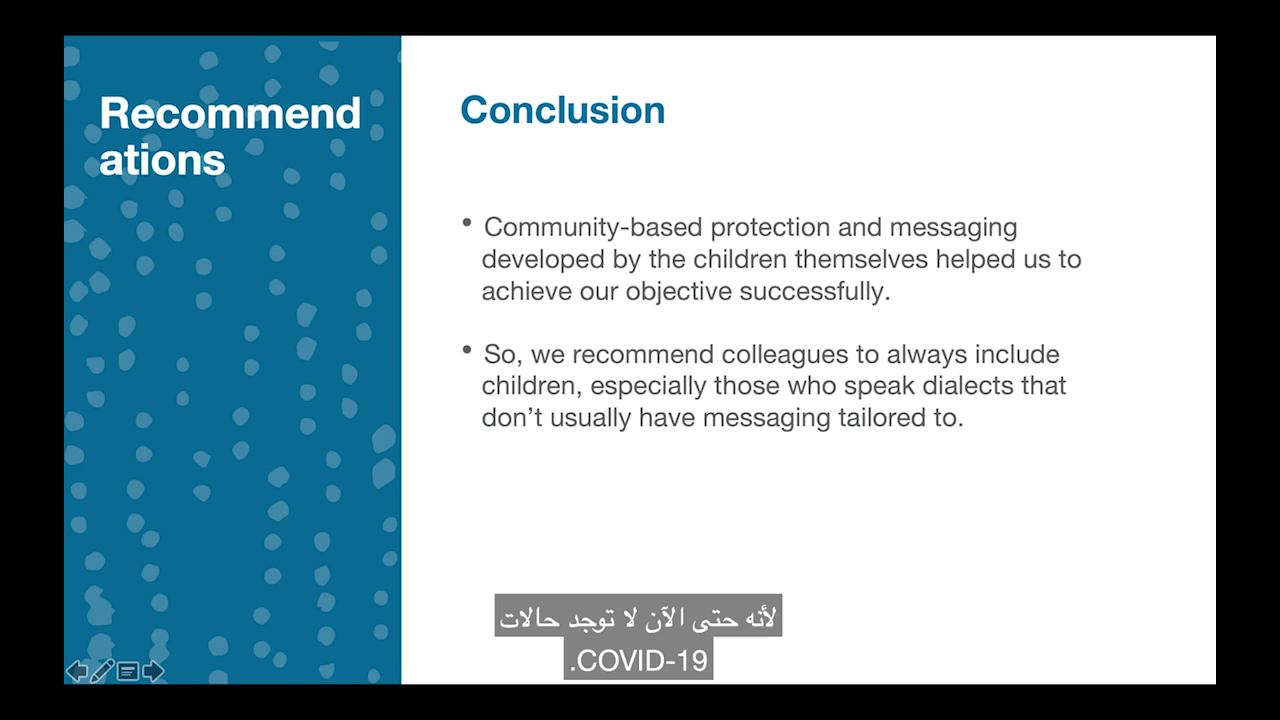 Recommend
ations
Conclusion
• Community-based protection and messaging
developed by the children themselves helped us to
achieve our objective successfully.
• So, we recommend colleagues to always include
children, especially those who speak dialects that
don’t usually have messaging tailored to.
لأنه حتى الآن لا توجد حالات
COVID-19.